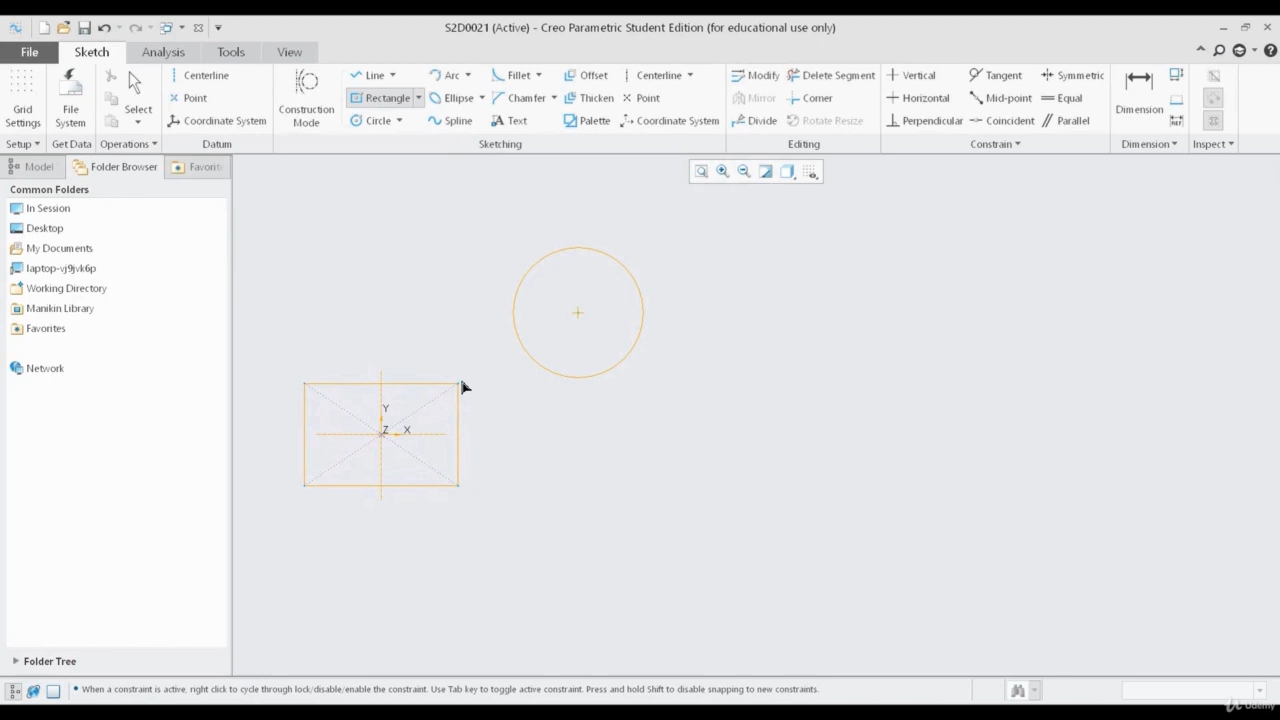 S2D0021 (Active) - Creo Parametric Student Edition (for educational use only)
File Sketch Analysis Tools View
Centerline Line Arc Fillet Offset Centerline Modify Delete Segment Vertical Tangent Symmetric
Point Rectangle Ellipse Chamfer Thicken Point Mirror Corner Horizontal Mid-point Equal
Coordinate System Circle Spline Text Palette Coordinate System Divide Rotate Resize Perpendicular Coincident Parallel
Grid Settings File System Select Construction Mode Dimension REF
Setup Get Data Operations Datum Sketching Editing Constrain Dimension Inspect
Model Folder Browser Favorit
Common Folders
In Session
Desktop
My Documents
laptop-vj9jvk6p
Working Directory
Manikin Library
Favorites
Network
Y
Z X
Folder Tree
When a constraint is active, right click to cycle through lock/disable/enable the constraint. Use Tab key to toggle active constraint. Press and hold Shift to disable snapping to new constraints.
Udemy